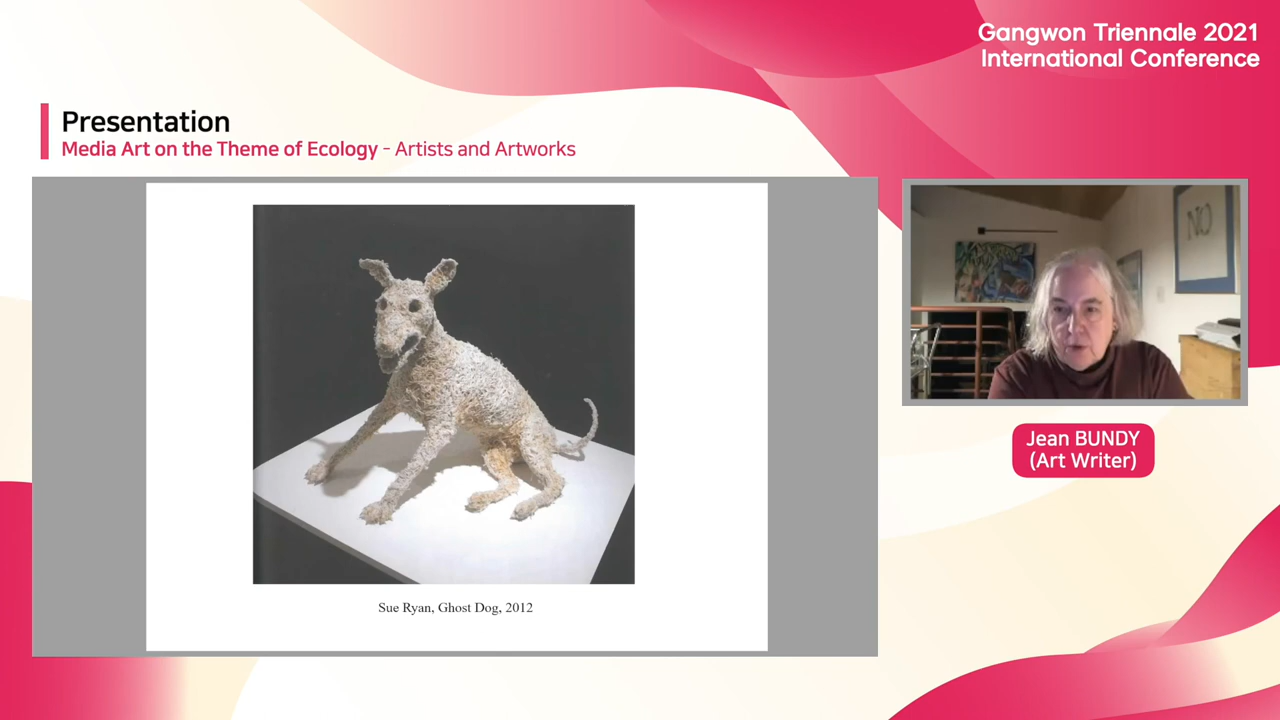 Gangwon Triennale 2021
International Conference
Presentation
Media Art on the Theme of Ecology - Artists and Artworks
NO
Sue Ryan, Ghost Dog, 2012
Jean BUNDY
(Art Writer)